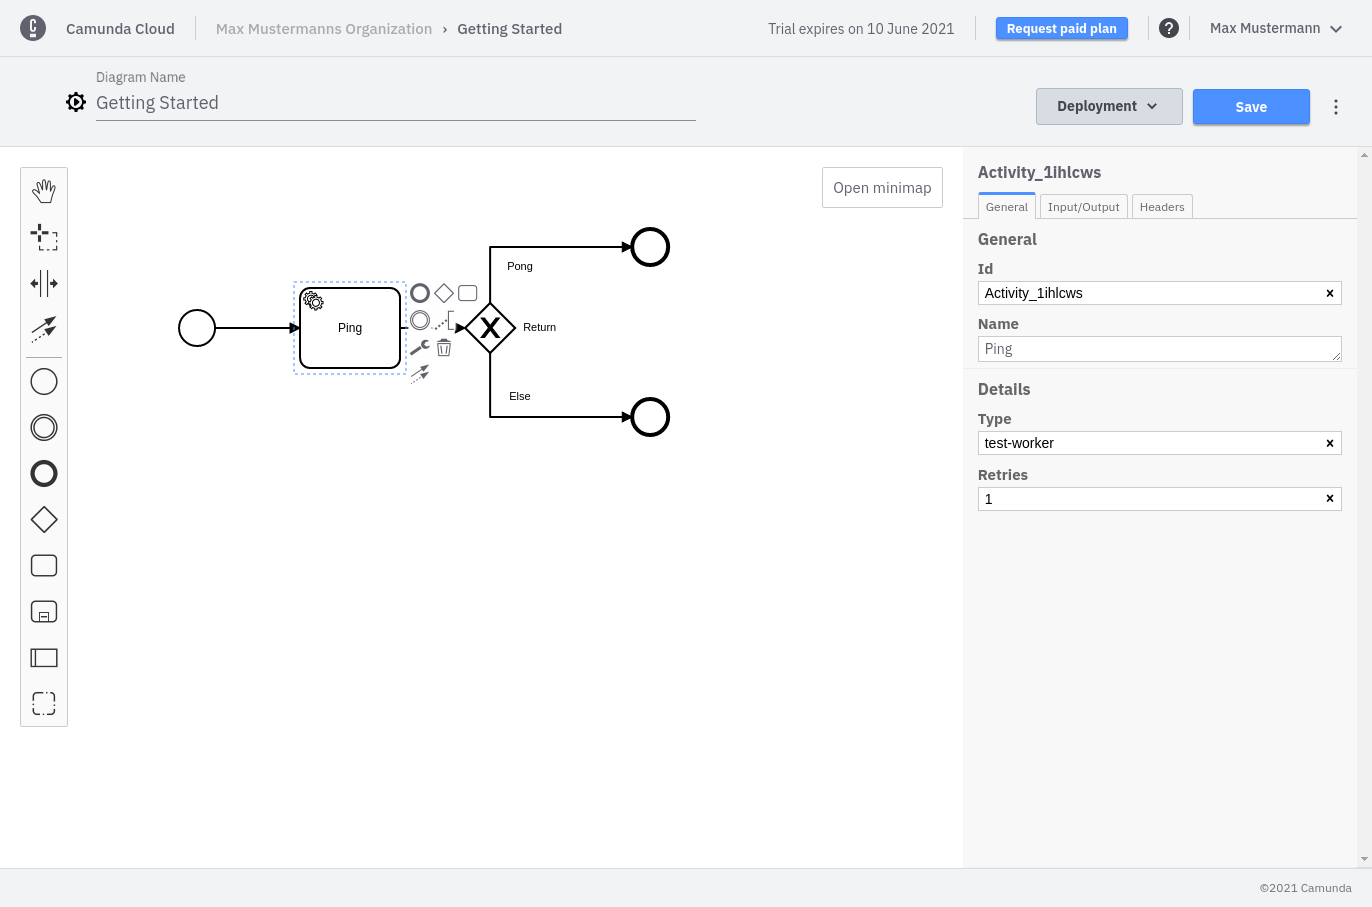 Camunda Cloud
Max Mustermanns Organization › Getting Started
Trial expires on 10 June 2021
Request paid plan
?
Max Mustermann
Diagram Name
Getting Started
Deployment
Save
Open minimap
Ping
Pong
Return
Else
Activity_1ihlcws
General
Input/Output
Headers
General
Id
Activity_1ihlcws
Name
Ping
Details
Type
test-worker
Retries
1
©2021 Camunda